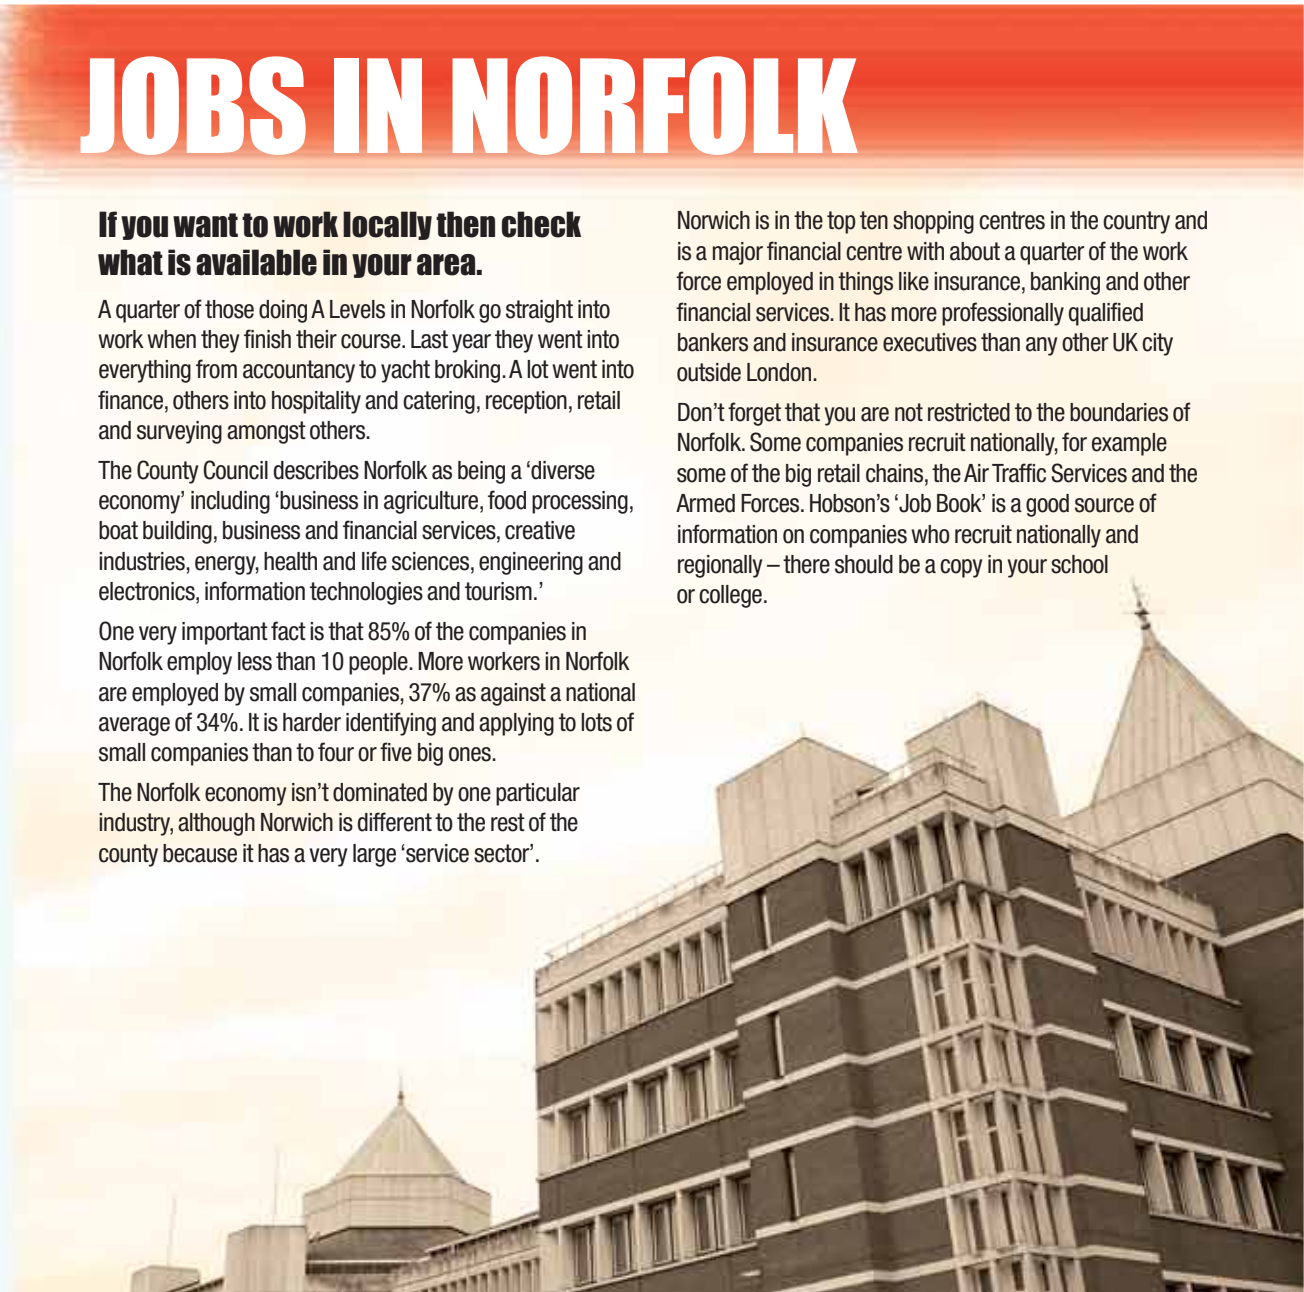 JOBS IN NORFOLK
If you want to work locally then check
what is available in your area.
A quarter of those doing A Levels in Norfolk go straight into
work when they finish their course. Last year they went into
everything from accountancy to yacht broking. A lot went into
finance, others into hospitality and catering, reception, retail
and surveying amongst others.
The County Council describes Norfolk as being a ‘diverse
economy’ including ‘business in agriculture, food processing,
boat building, business and financial services, creative
industries, energy, health and life sciences, engineering and
electronics, information technologies and tourism.’
One very important fact is that 85% of the companies in
Norfolk employ less than 10 people. More workers in Norfolk
are employed by small companies, 37% as against a national
average of 34%. It is harder identifying and applying to lots of
small companies than to four or five big ones.
The Norfolk economy isn’t dominated by one particular
industry, although Norwich is different to the rest of the
county because it has a very large ‘service sector’.
Norwich is in the top ten shopping centres in the country and
is a major financial centre with about a quarter of the work
force employed in things like insurance, banking and other
financial services. It has more professionally qualified
bankers and insurance executives than any other UK city
outside London.
Don’t forget that you are not restricted to the boundaries of
Norfolk. Some companies recruit nationally, for example
some of the big retail chains, the Air Traffic Services and the
Armed Forces. Hobson’s ‘Job Book’ is a good source of
information on companies who recruit nationally and
regionally – there should be a copy in your school
or college.